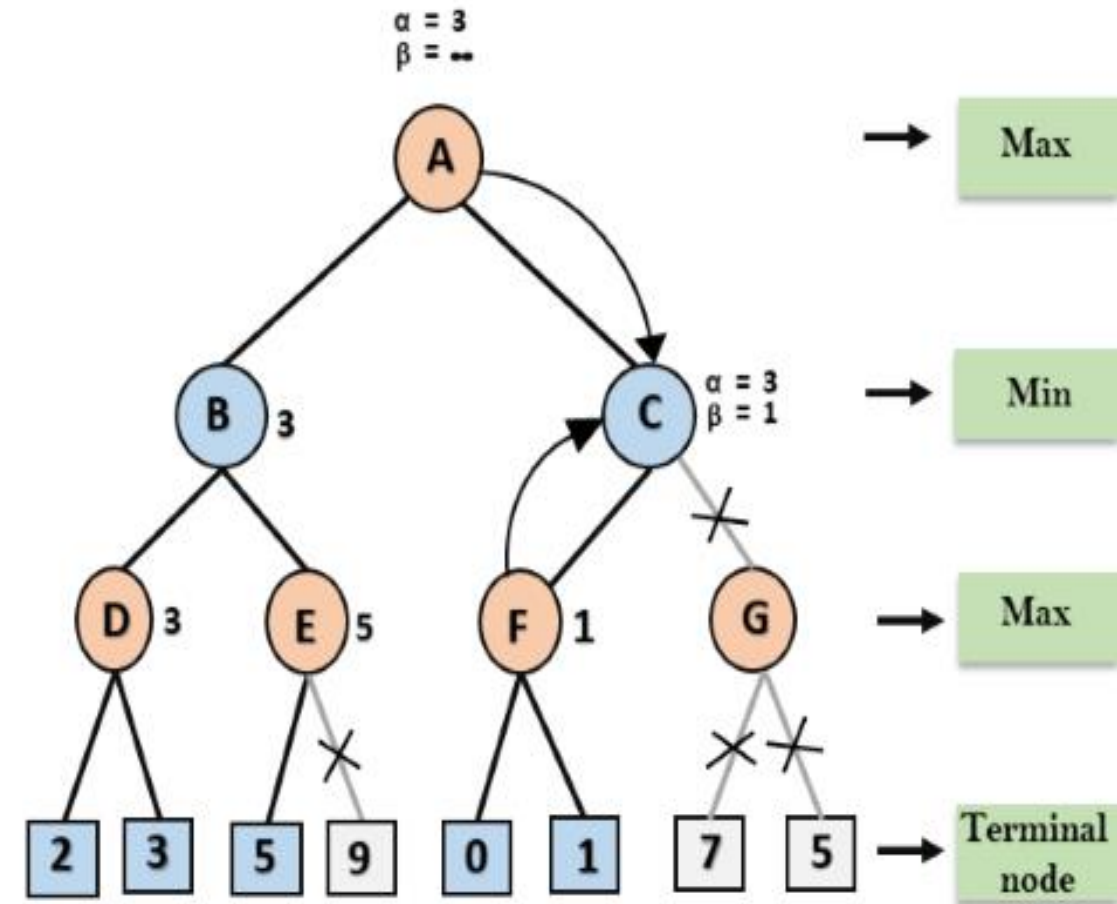 α = 3
β = ∞
A
Max
B
3
C
α = 3
β = 1
Min
D
3
E
5
F
1
G
Max
2
3
5
9
0
1
7
5
Terminal
node